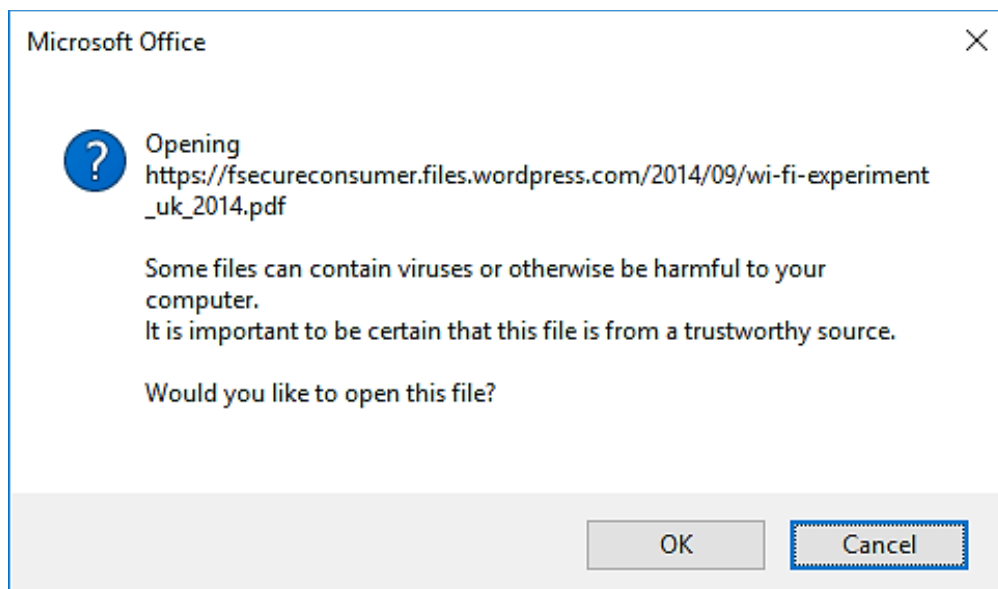 Microsoft Office
Opening
https://fsecureconsumer.files.wordpress.com/2014/09/wi-fi-experiment
_uk_2014.pdf
Some files can contain viruses or otherwise be harmful to your
computer.
It is important to be certain that this file is from a trustworthy source.
Would you like to open this file?
OK
Cancel